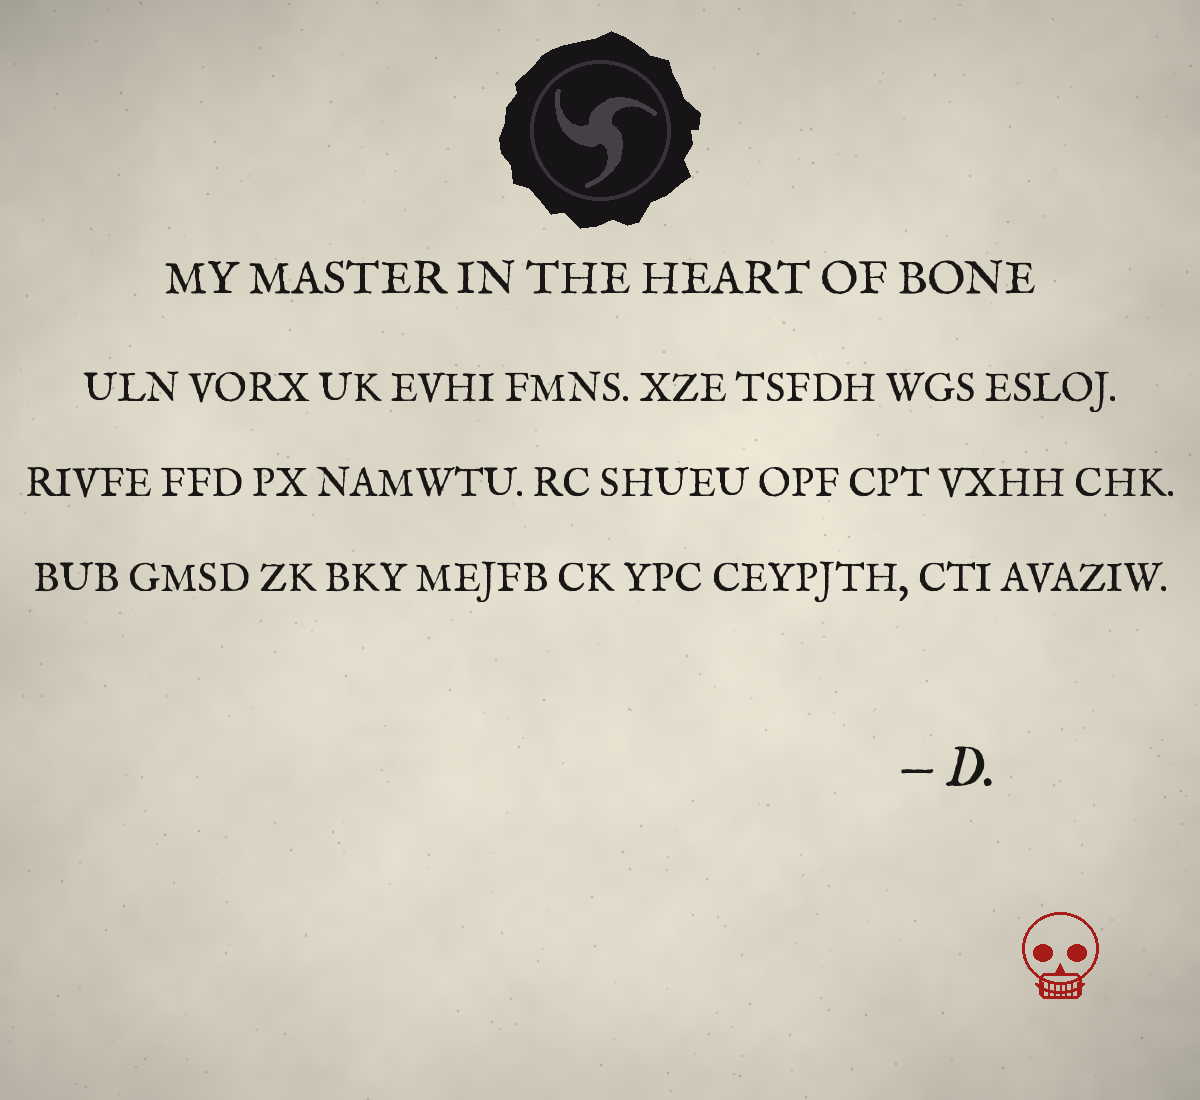 MY MASTER IN THE HEART OF BONE
ULN VORX UK EVHI FMNS. XZE TSFDH WGS ESLOJ.
RIVFE FFD PX NAMWTU. RC SHUEU OPF CPT VXHH CHK.
BUB GMSD ZK BKY MEJFB CK YPC CEYPJTH, CTI AVAZIW.
– D.